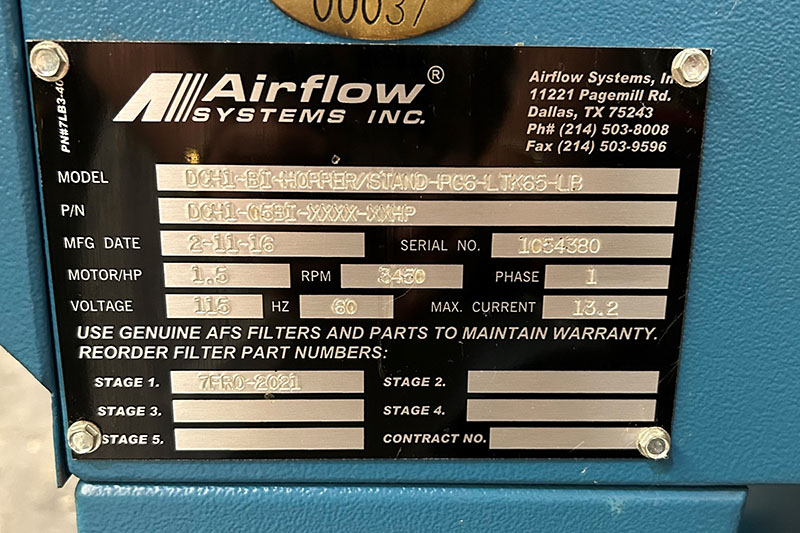 00037
PN#7LB3-40
Airflow®
SYSTEMS INC.
Airflow Systems, In
11221 Pagemill Rd.
Dallas, TX 75243
Ph# (214) 503-8008
Fax (214) 503-9596
MODEL DCH1-BI-HOPPER/STAND-PG6-LTK65-LB
P/N DCH1-05BI-XXXX-XXHP
MFG DATE 2-11-16 SERIAL NO. 1054380
MOTOR/HP 1.5 RPM 3450 PHASE 1
VOLTAGE 115 HZ 60 MAX. CURRENT 13.2
USE GENUINE AFS FILTERS AND PARTS TO MAINTAIN WARRANTY.
REORDER FILTER PART NUMBERS:
STAGE 1. 7FRO-2021 STAGE 2.
STAGE 3. STAGE 4.
STAGE 5. CONTRACT NO.